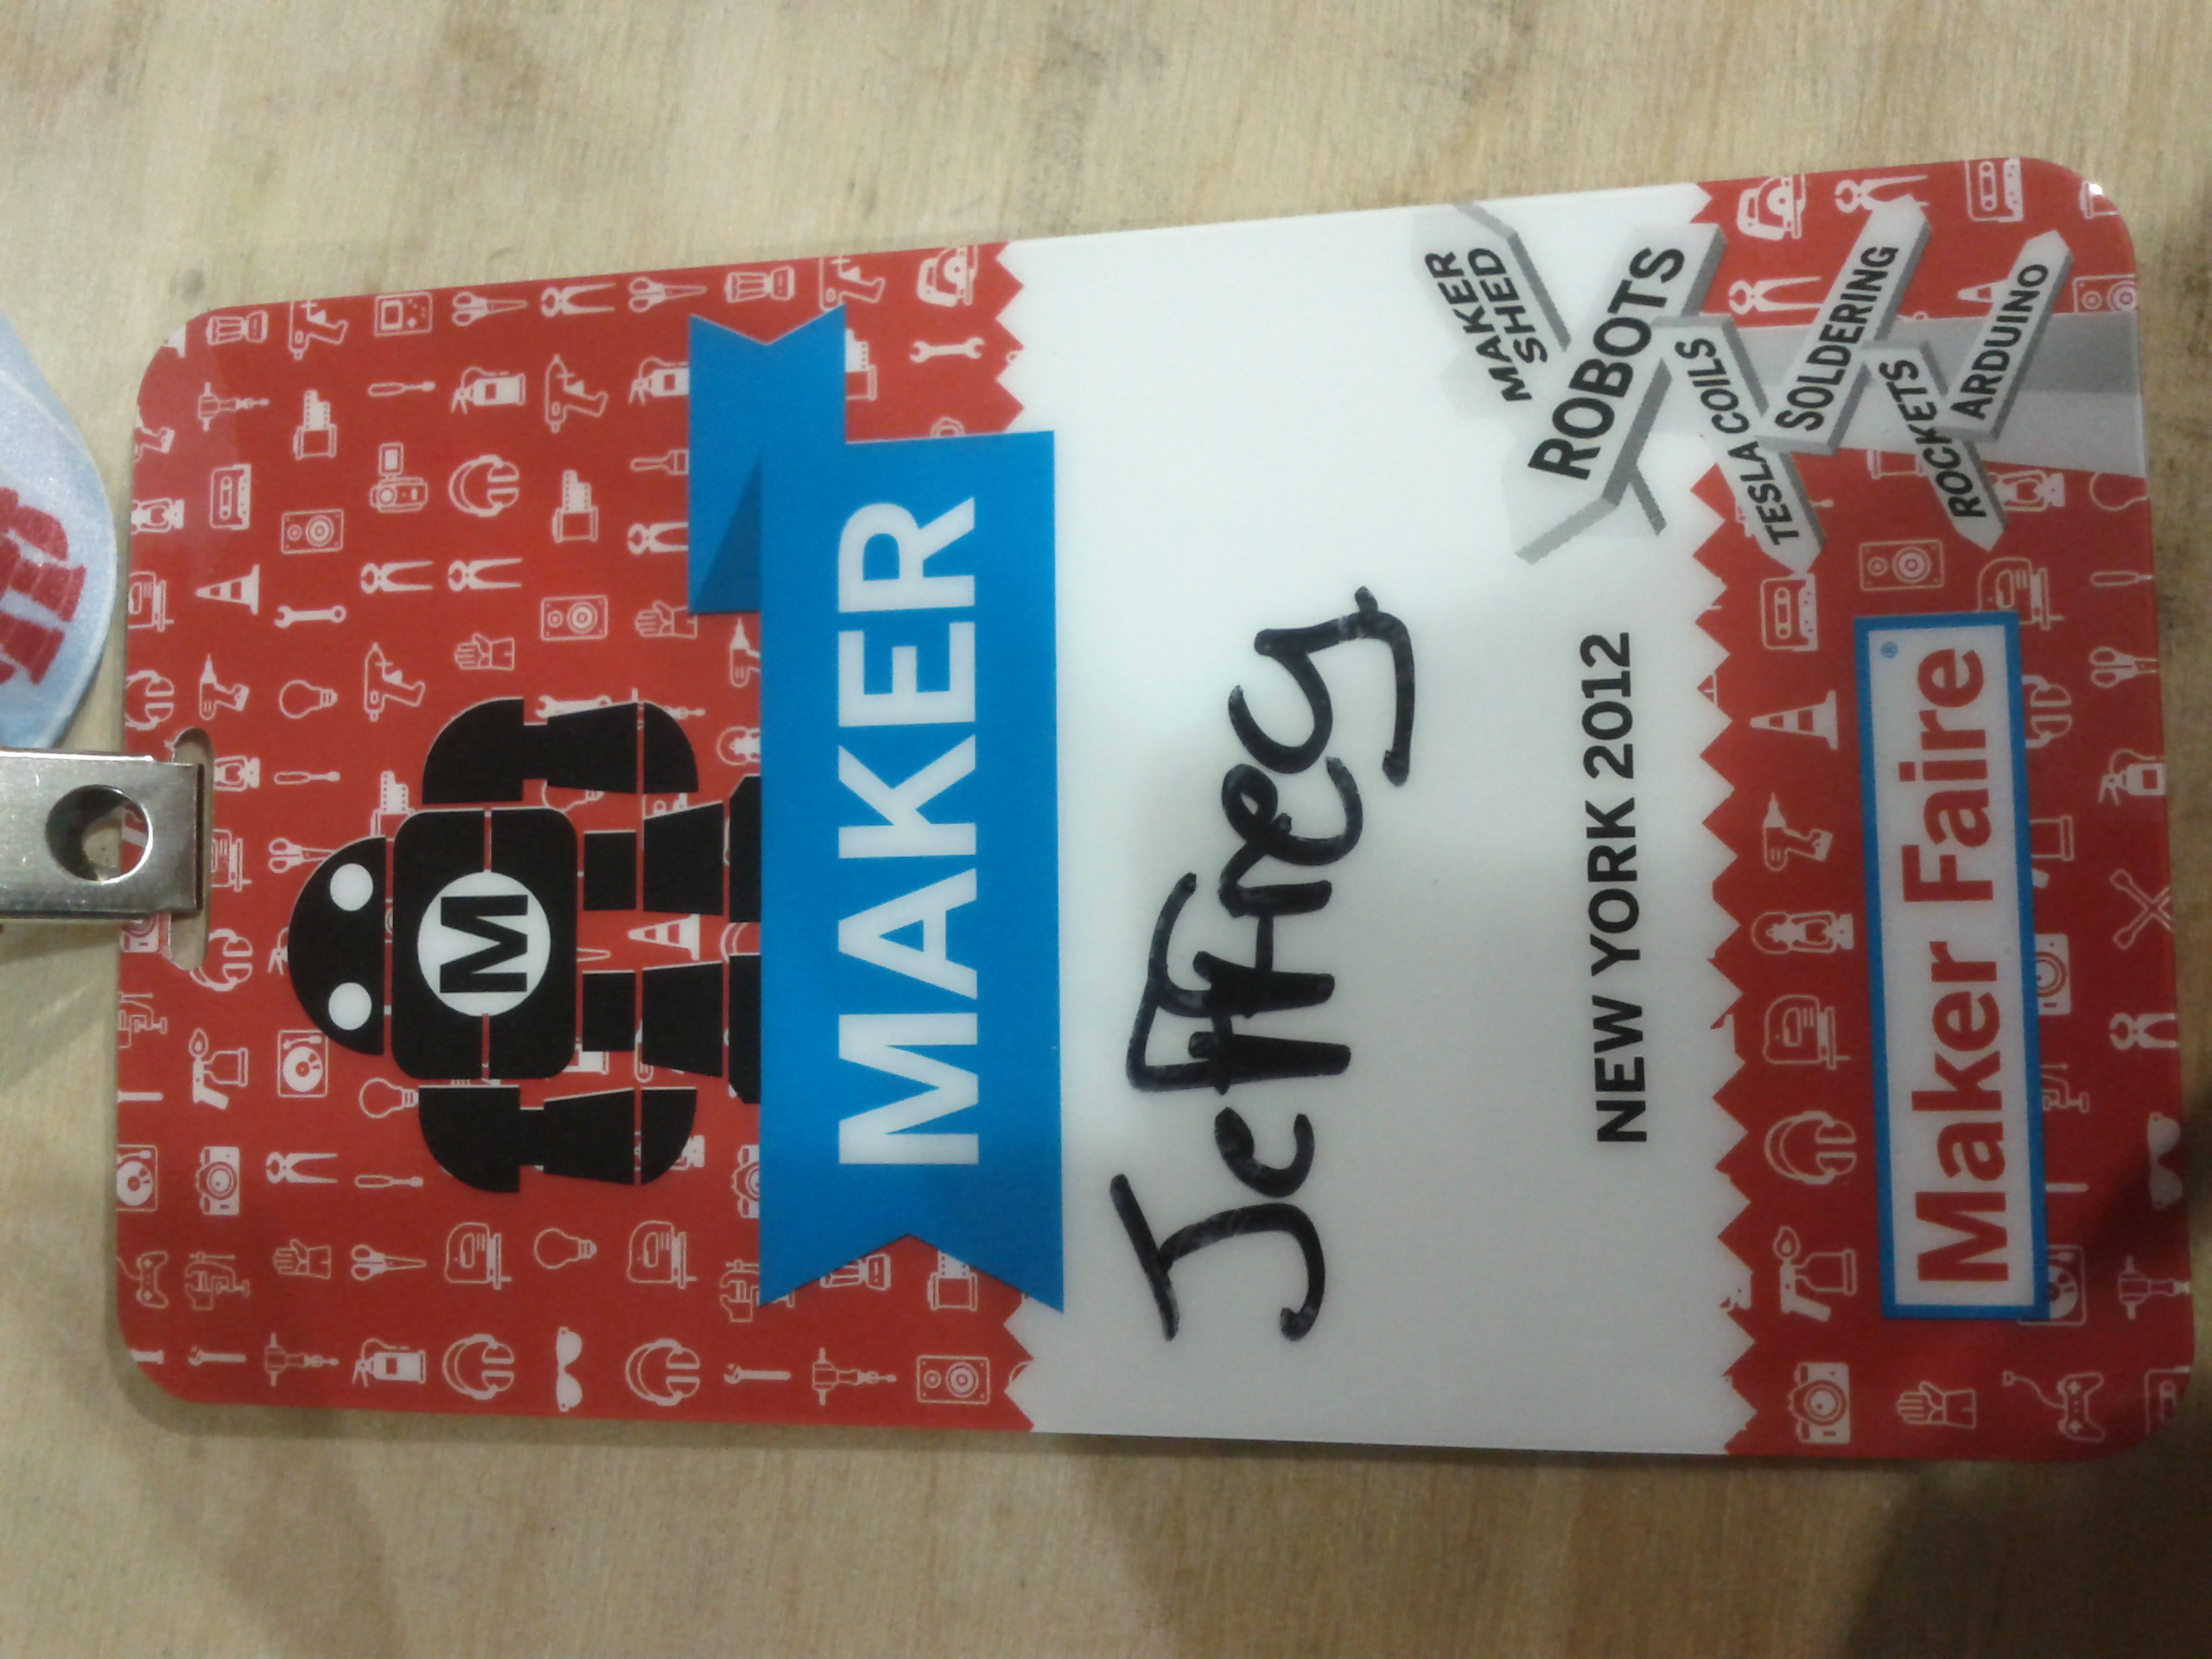 M
MAKER
Jeffrey
NEW YORK 2012
MAKER
SHED
ROBOTS
TESLA COILS
SOLDERING
ROCKETS
ARDUINO
Maker Faire®